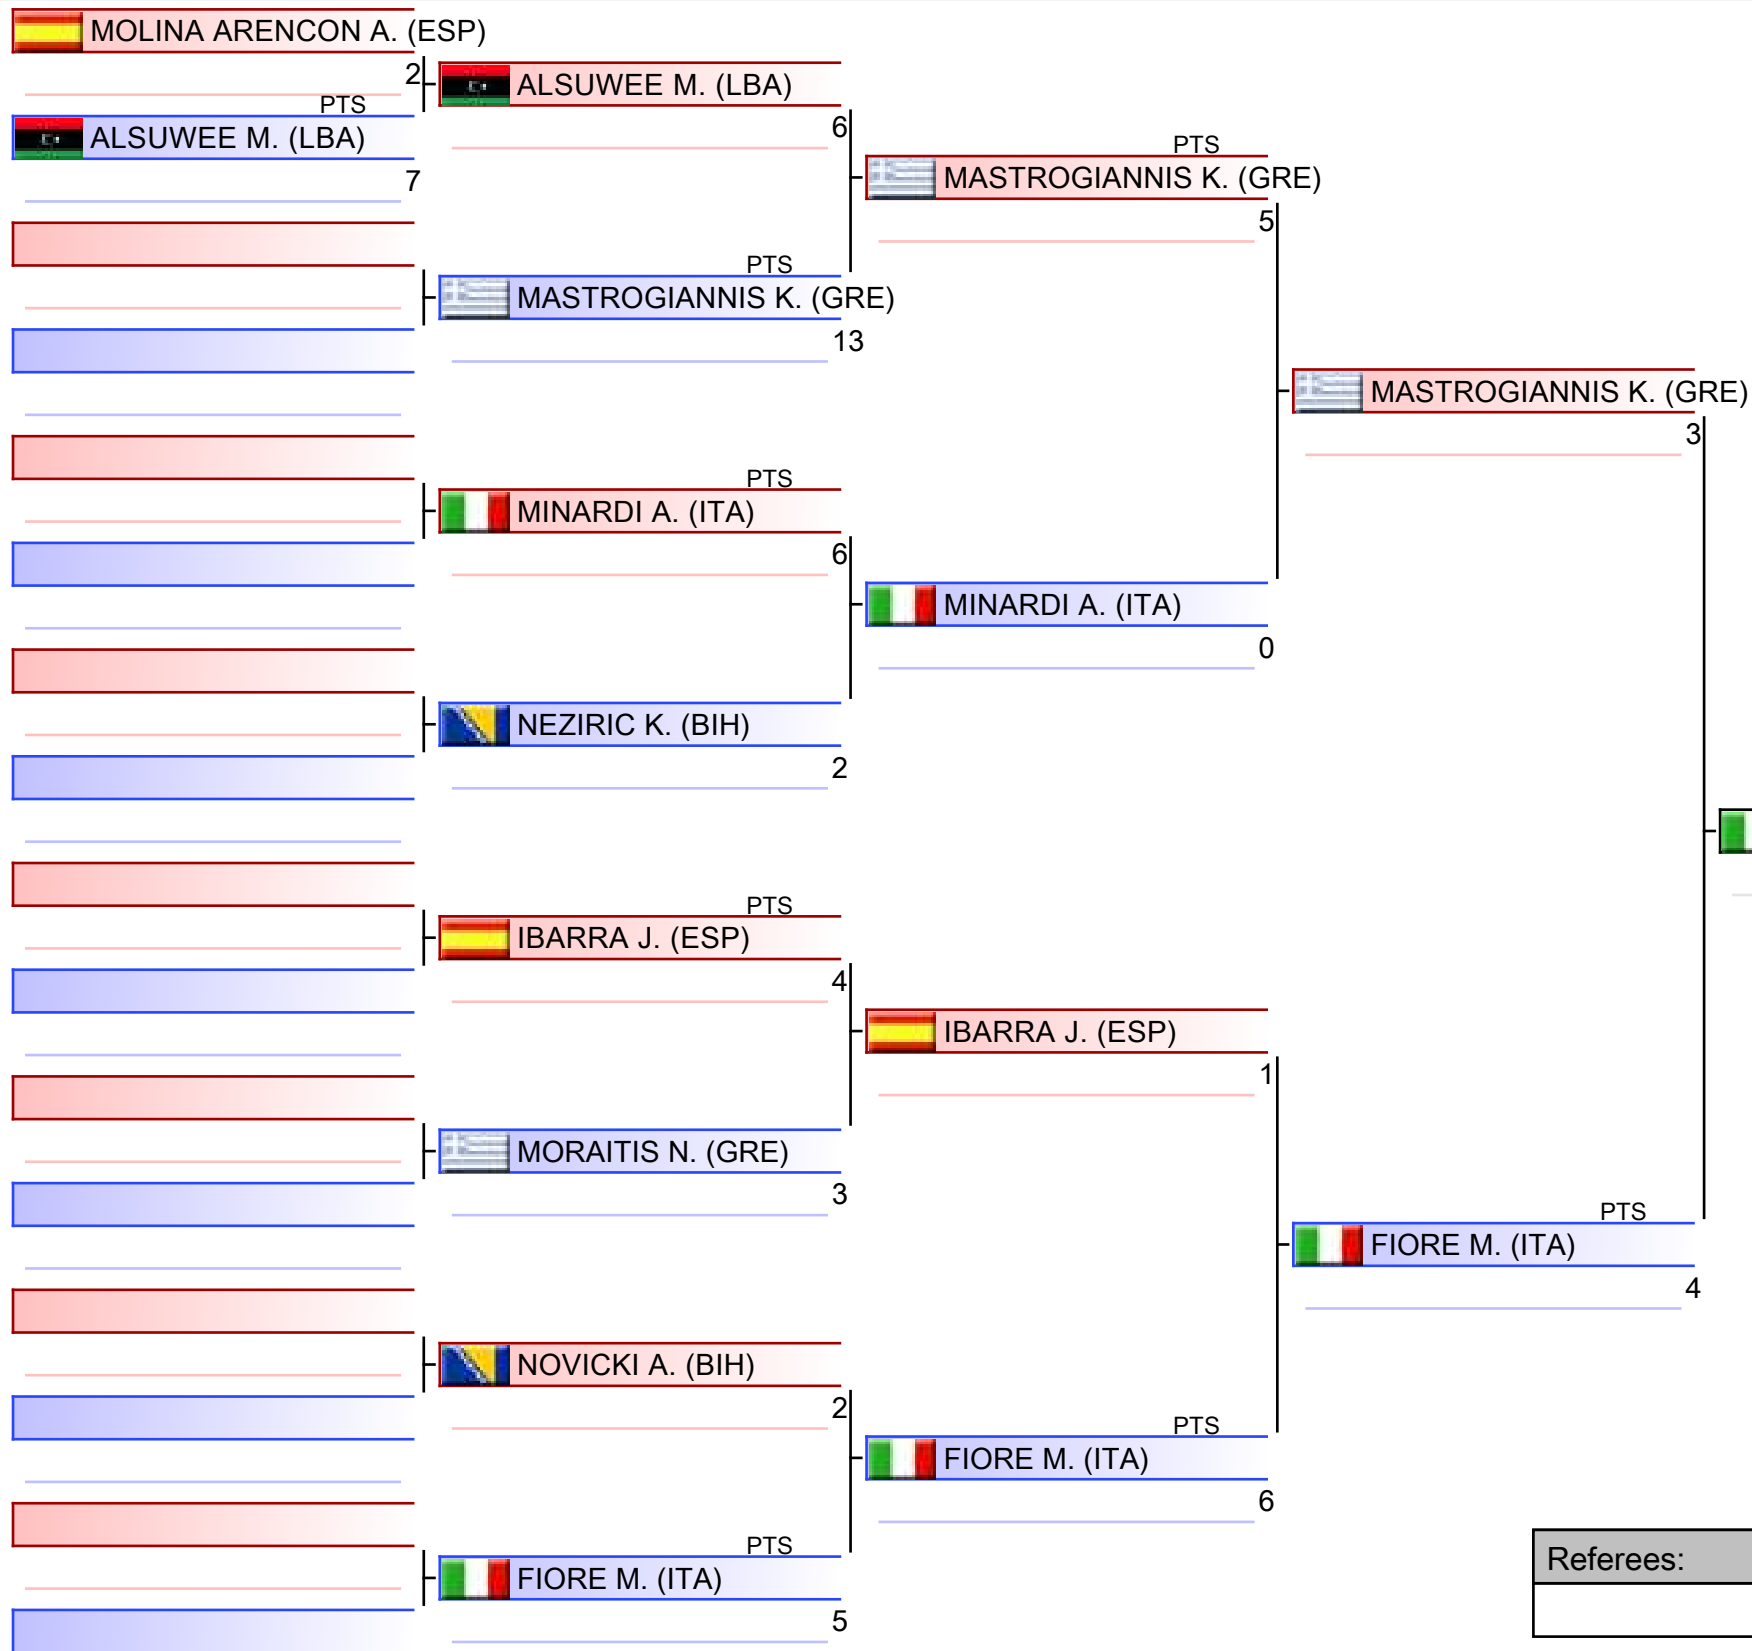 MOLINA ARENCON A. (ESP)
2
PTS
ALSUWEE M. (LBA)
7
ALSUWEE M. (LBA)
6
PTS
MASTROGIANNIS K. (GRE)
13
PTS
MINARDI A. (ITA)
6
NEZIRIC K. (BIH)
2
PTS
IBARRA J. (ESP)
4
MORAITIS N. (GRE)
3
NOVICKI A. (BIH)
2
PTS
FIORE M. (ITA)
5
PTS
MASTROGIANNIS K. (GRE)
5
MINARDI A. (ITA)
0
IBARRA J. (ESP)
1
PTS
FIORE M. (ITA)
6
MASTROGIANNIS K. (GRE)
3
PTS
FIORE M. (ITA)
4
Referees: